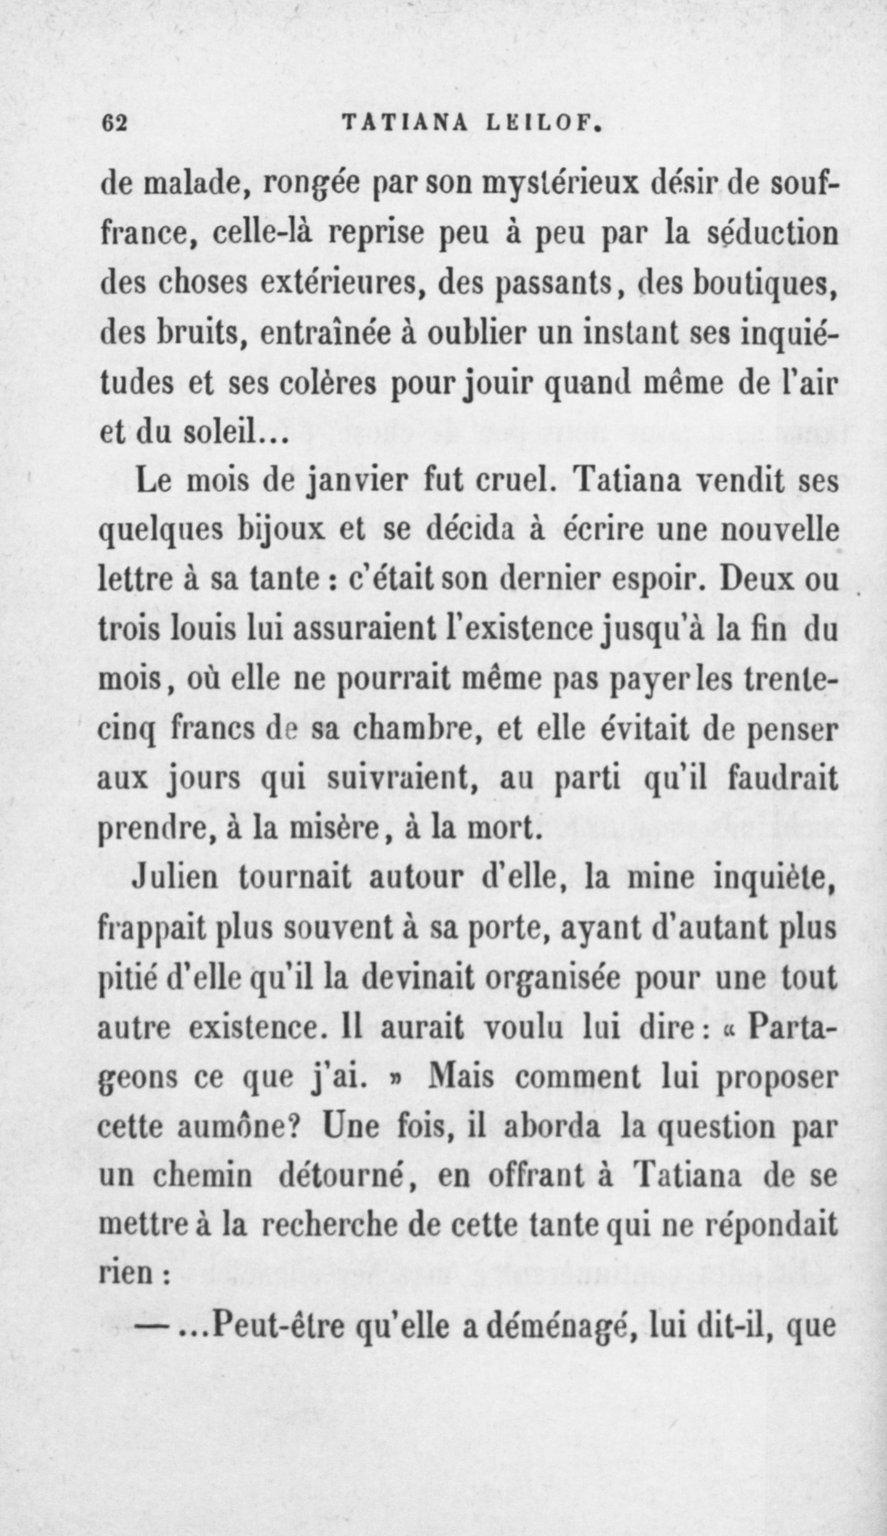 62 TATIANA LEILOF.
de malade, rongée par son mystérieux désir de souf-
france, celle-là reprise peu à peu par la séduction
des choses extérieures, des passants, des boutiques,
des bruits, entraînée à oublier un instant ses inquié-
tudes et ses colères pour jouir quand même de l'air
et du soleil...
Le mois de janvier fut cruel. Tatiana vendit ses
quelques bijoux et se décida à écrire une nouvelle
lettre à sa tante : c'était son dernier espoir. Deux ou
trois louis lui assuraient l'existence jusqu'à la fin du
mois, où elle ne pourrait même pas payer les trente-
cinq francs de sa chambre, et elle évitait de penser
aux jours qui suivraient, au parti qu'il faudrait
prendre, à la misère, à la mort.
Julien tournait autour d'elle, la mine inquiète,
frappait plus souvent à sa porte, ayant d'autant plus
pitié d'elle qu'il la devinait organisée pour une tout
autre existence. Il aurait voulu lui dire : « Parta-
geons ce que j'ai. » Mais comment lui proposer
cette aumône? Une fois, il aborda la question par
un chemin détourné, en offrant à Tatiana de se
mettre à la recherche de cette tante qui ne répondait
rien :
— ...Peut-être qu'elle a déménagé, lui dit-il, que